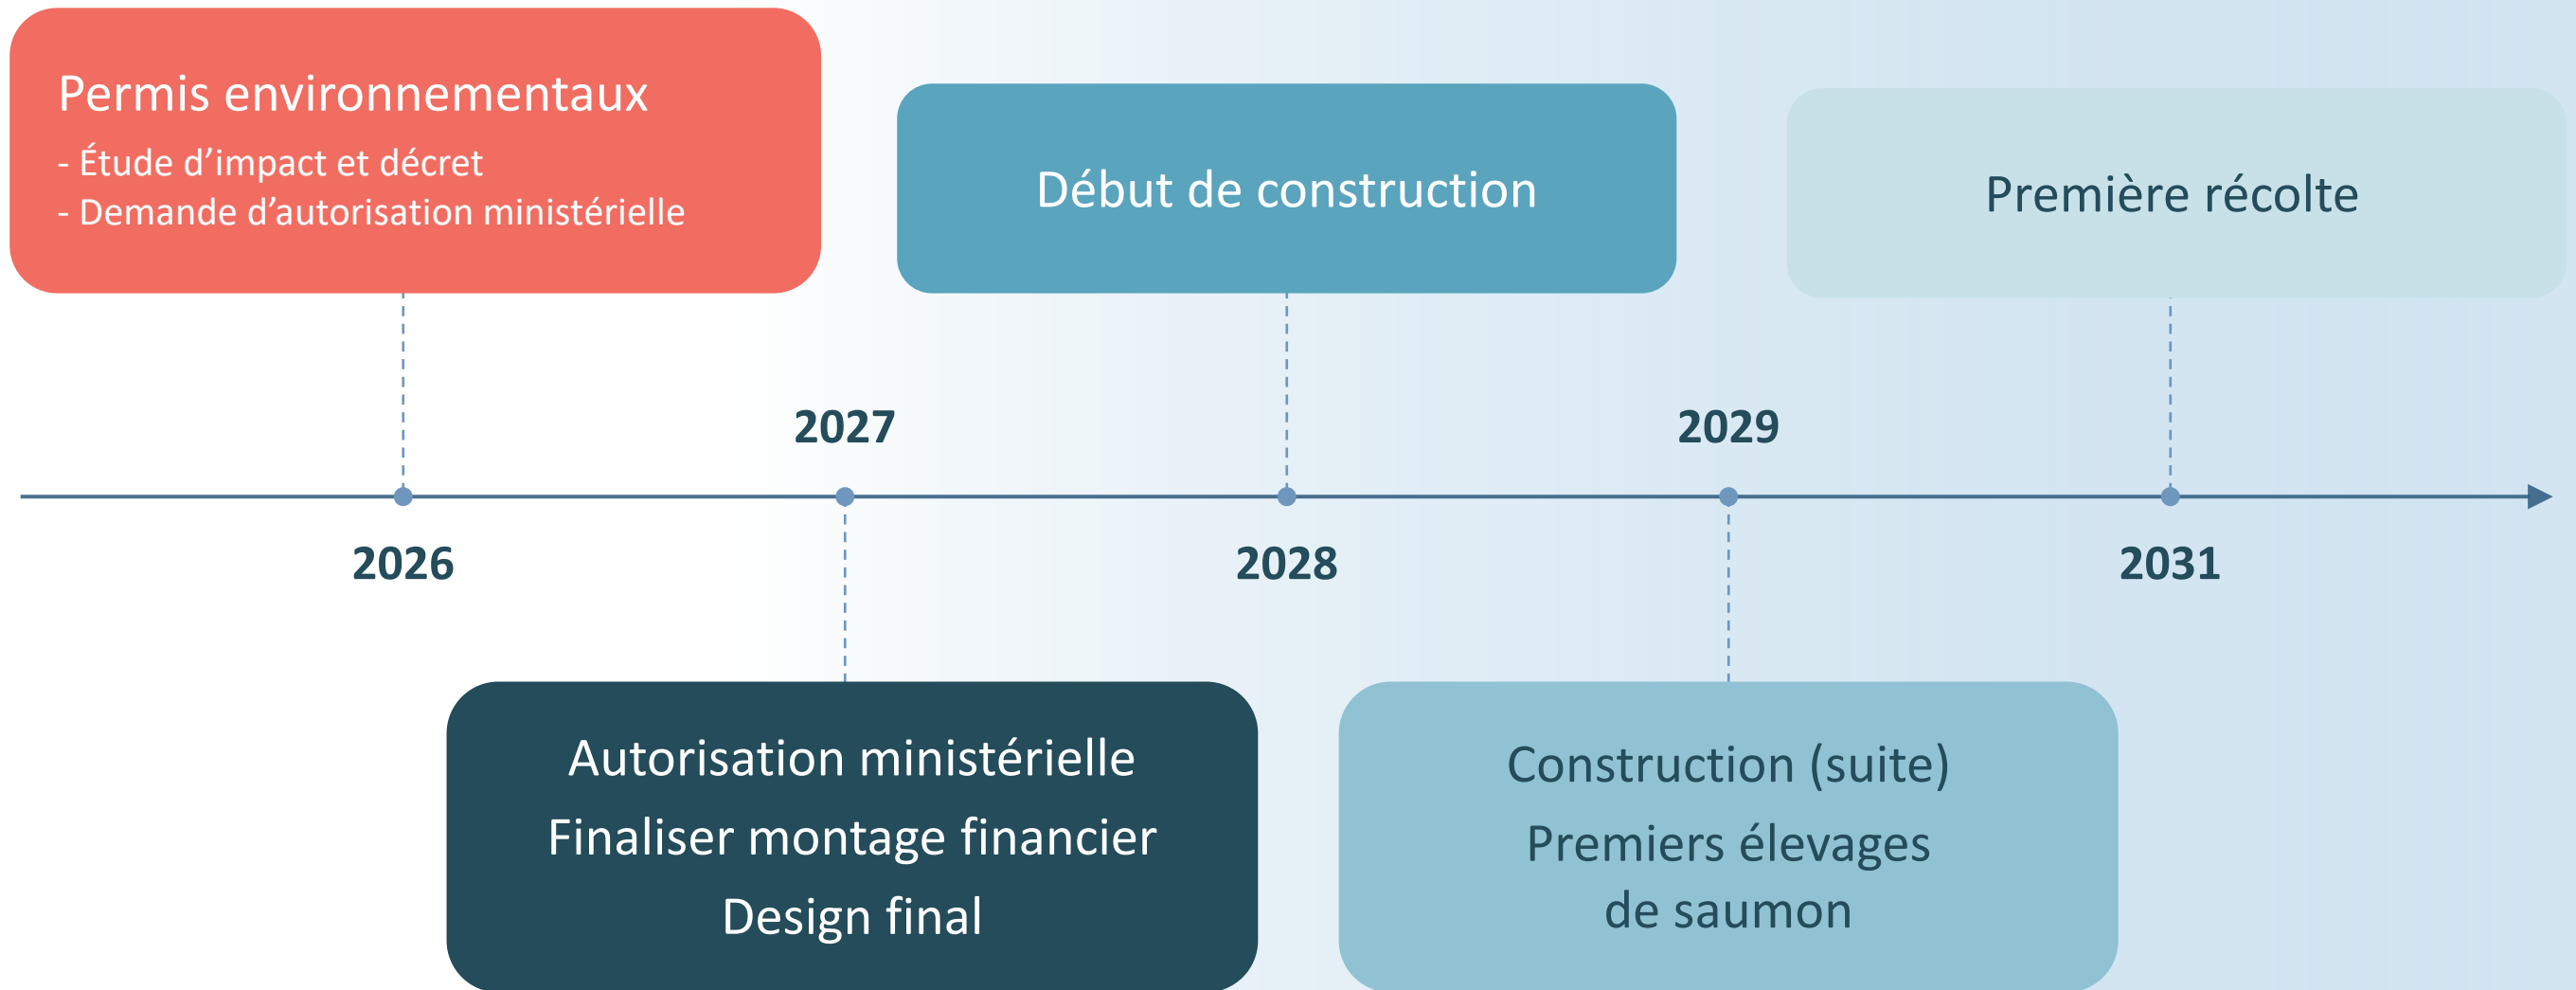 Permis environnementaux
- Étude d’impact et décret
- Demande d’autorisation ministérielle
Début de construction
Première récolte
2027
2029
2026
2028
2031
Autorisation ministérielle
Finaliser montage financier
Design final
Construction (suite)
Premiers élevages
de saumon